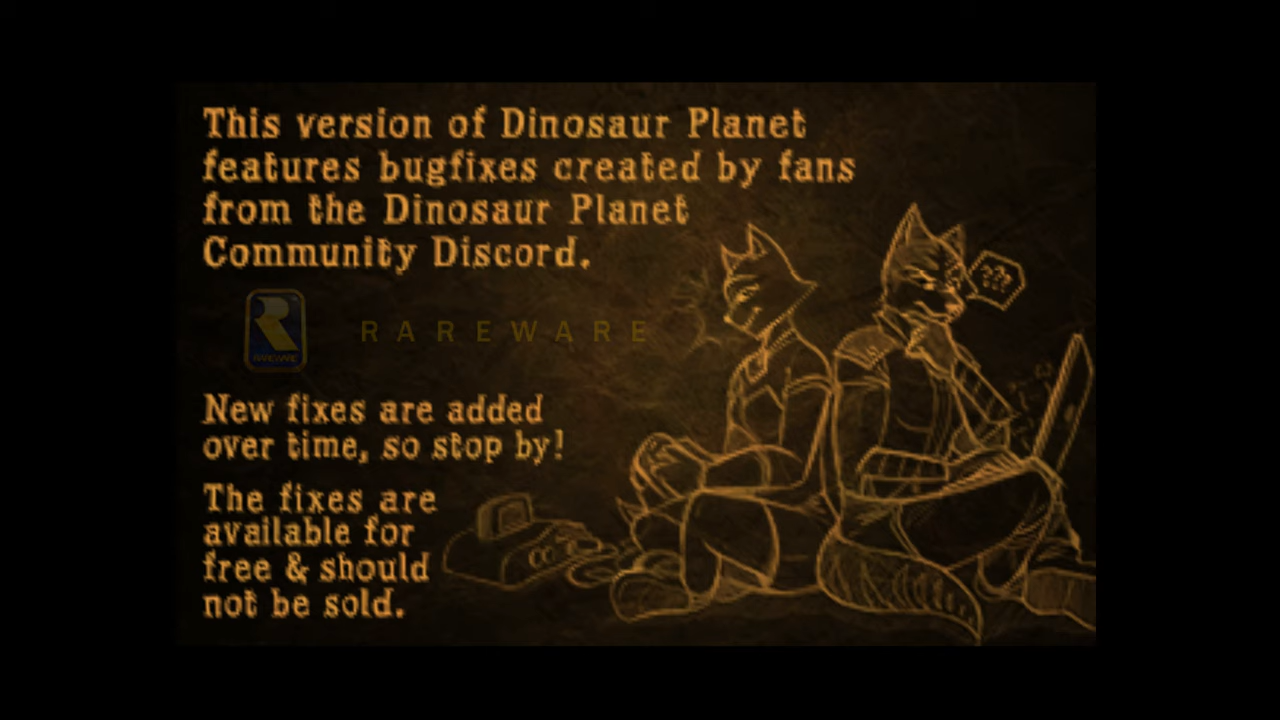 This version of Dinosaur Planet
features bugfixes created by fans
from the Dinosaur Planet
Community Discord.
RAREWARE
New fixes are added
over time, so stop by!
The fixes are
available for
free & should
not be sold.
???